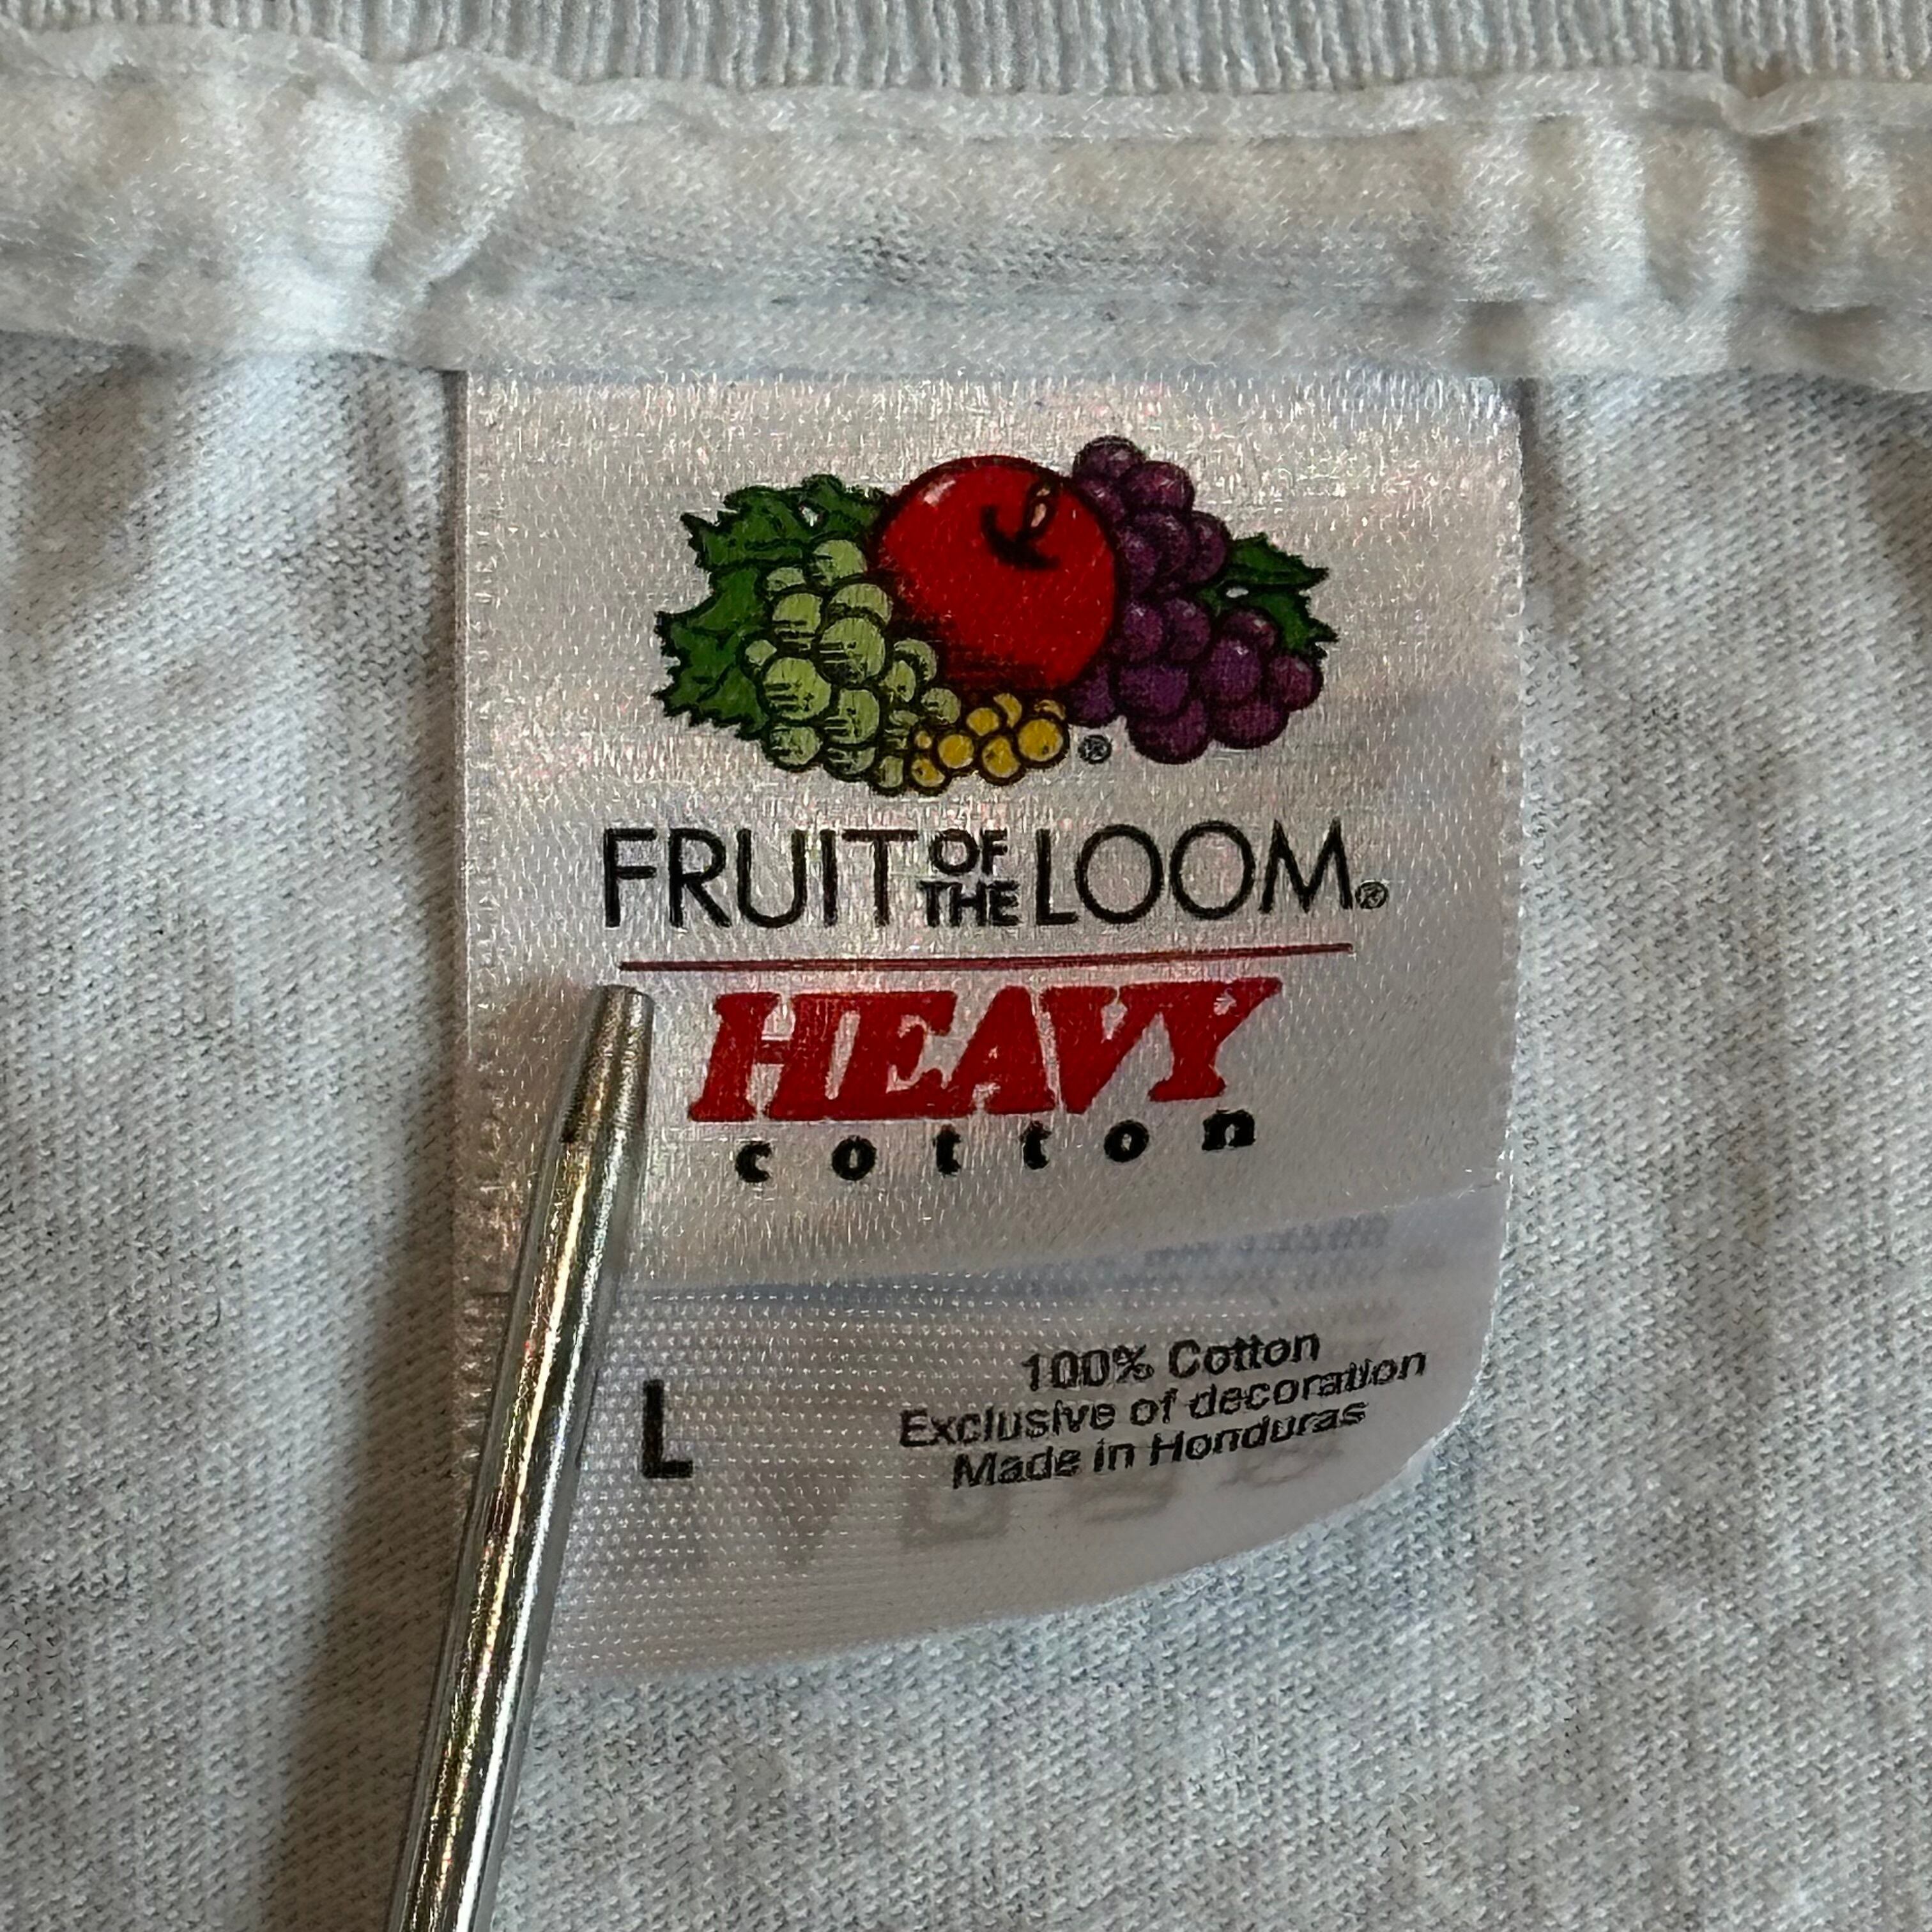 ®
FRUIT OF THE LOOM®
HEAVY
cotton
L
100% Cotton
Exclusive of decoration
Made in Honduras